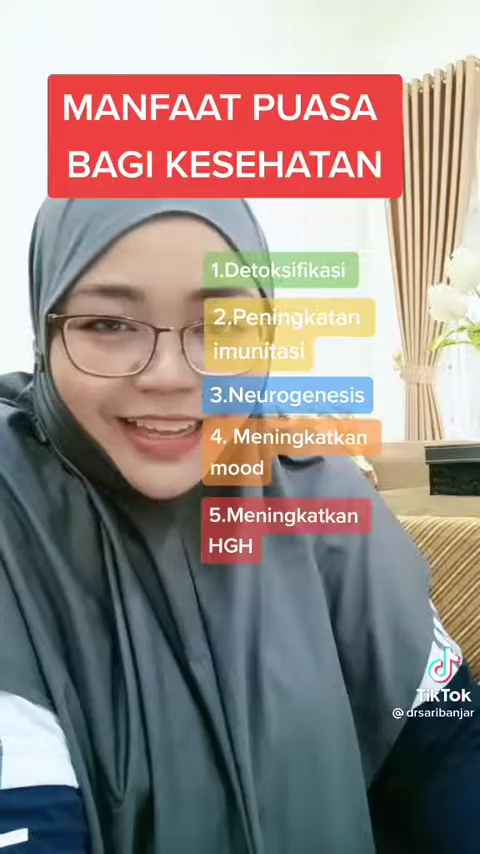 MANFAAT PUASA
BAGI KESEHATAN
1.Detoksifikasi
2.Peningkatan
imunitasi
3.Neurogenesis
4. Meningkatkan
mood
5.Meningkatkan
HGH
TikTok
@ drsaribanjar